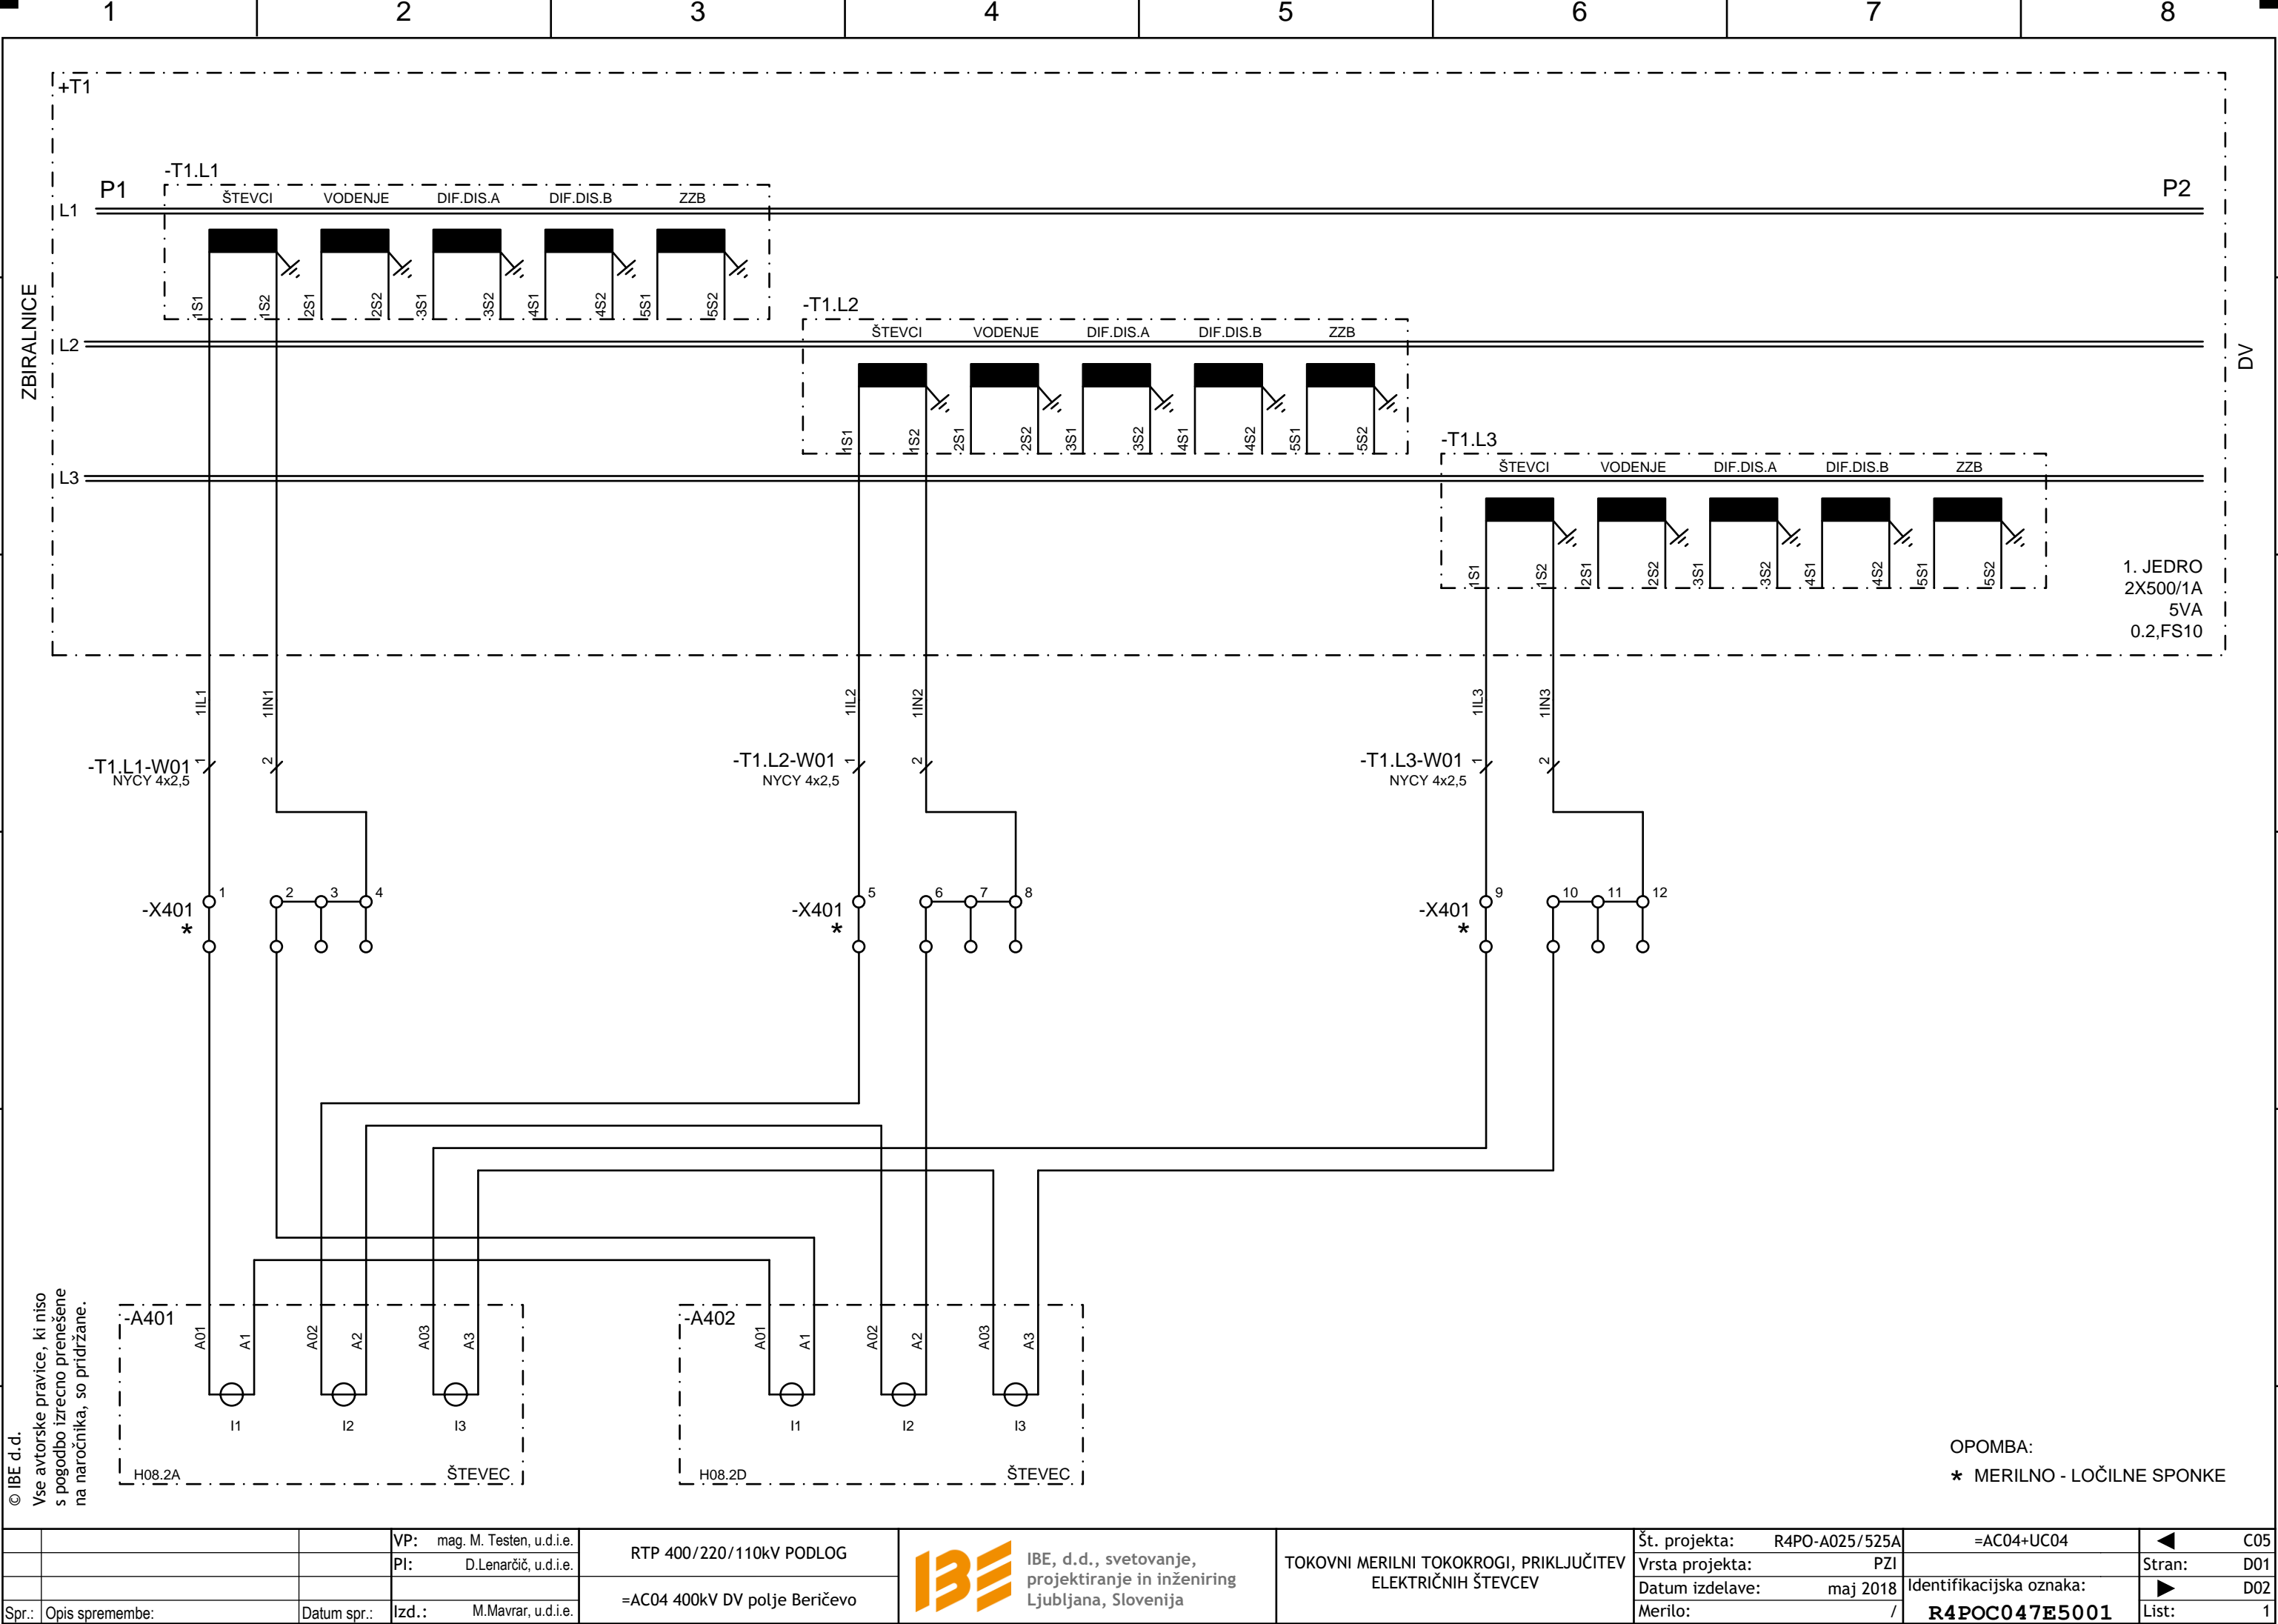 1 2 3 4 5 6 7 8
+T1
-T1.L1
P1
P2
ŠTEVCI VODENJE DIF.DIS.A DIF.DIS.B ZZB
L1
1S1 1S2 2S1 2S2 3S1 3S2 4S1 4S2 5S1 5S2
ZBIRALNICE
DV
-T1.L2
ŠTEVCI VODENJE DIF.DIS.A DIF.DIS.B ZZB
L2
1S1 1S2 2S1 2S2 3S1 3S2 4S1 4S2 5S1 5S2
-T1.L3
ŠTEVCI VODENJE DIF.DIS.A DIF.DIS.B ZZB
L3
1S1 1S2 2S1 2S2 3S1 3S2 4S1 4S2 5S1 5S2
1. JEDRO
2X500/1A
5VA
0.2,FS10
1IL1 1IN1 1IL2 1IN2 1IL3 1IN3
-T1.L1-W01 1 2
NYCY 4x2,5
-T1.L2-W01 1 2
NYCY 4x2,5
-T1.L3-W01 1 2
NYCY 4x2,5
1 2 3 4 5 6 7 8 9 10 11 12
-X401 -X401 -X401
* * *
-A401
A01 A1 A02 A2 A03 A3
I1 I2 I3
H08.2A ŠTEVEC
-A402
A01 A1 A02 A2 A03 A3
I1 I2 I3
H08.2D ŠTEVEC
OPOMBA:
* MERILNO - LOČILNE SPONKE
© IBE d.d.
Vse avtorske pravice, ki niso
s pogodbo izrecno prenešene
na naročnika, so pridržane.
Spr.: Opis spremembe: Datum spr.:
VP: mag. M. Testen, u.d.i.e.
PI: D.Lenarčič, u.d.i.e.
Izd.: M.Mavrar, u.d.i.e.
RTP 400/220/110kV PODLOG
=AC04 400kV DV polje Beričevo
IBE
IBE, d.d., svetovanje,
projektiranje in inženiring
Ljubljana, Slovenija
TOKOVNI MERILNI TOKOKROGI, PRIKLJUČITEV
ELEKTRIČNIH ŠTEVCEV
Št. projekta: R4PO-A025/525A
Vrsta projekta: PZI
Datum izdelave: maj 2018
Merilo: /
=AC04+UC04
Identifikacijska oznaka:
R4POC047E5001
C05
Stran: D01
D02
List: 1